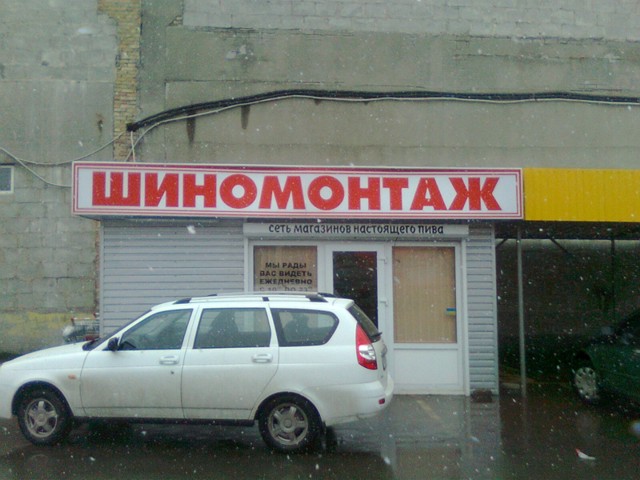 ШИНОМОНТАЖ
СЕТЬ МАГАЗИНОВ НАСТОЯЩЕГО ПИВА
МЫ РАДЫ
ВАС ВИДЕТЬ
ЕЖЕДНЕВНО